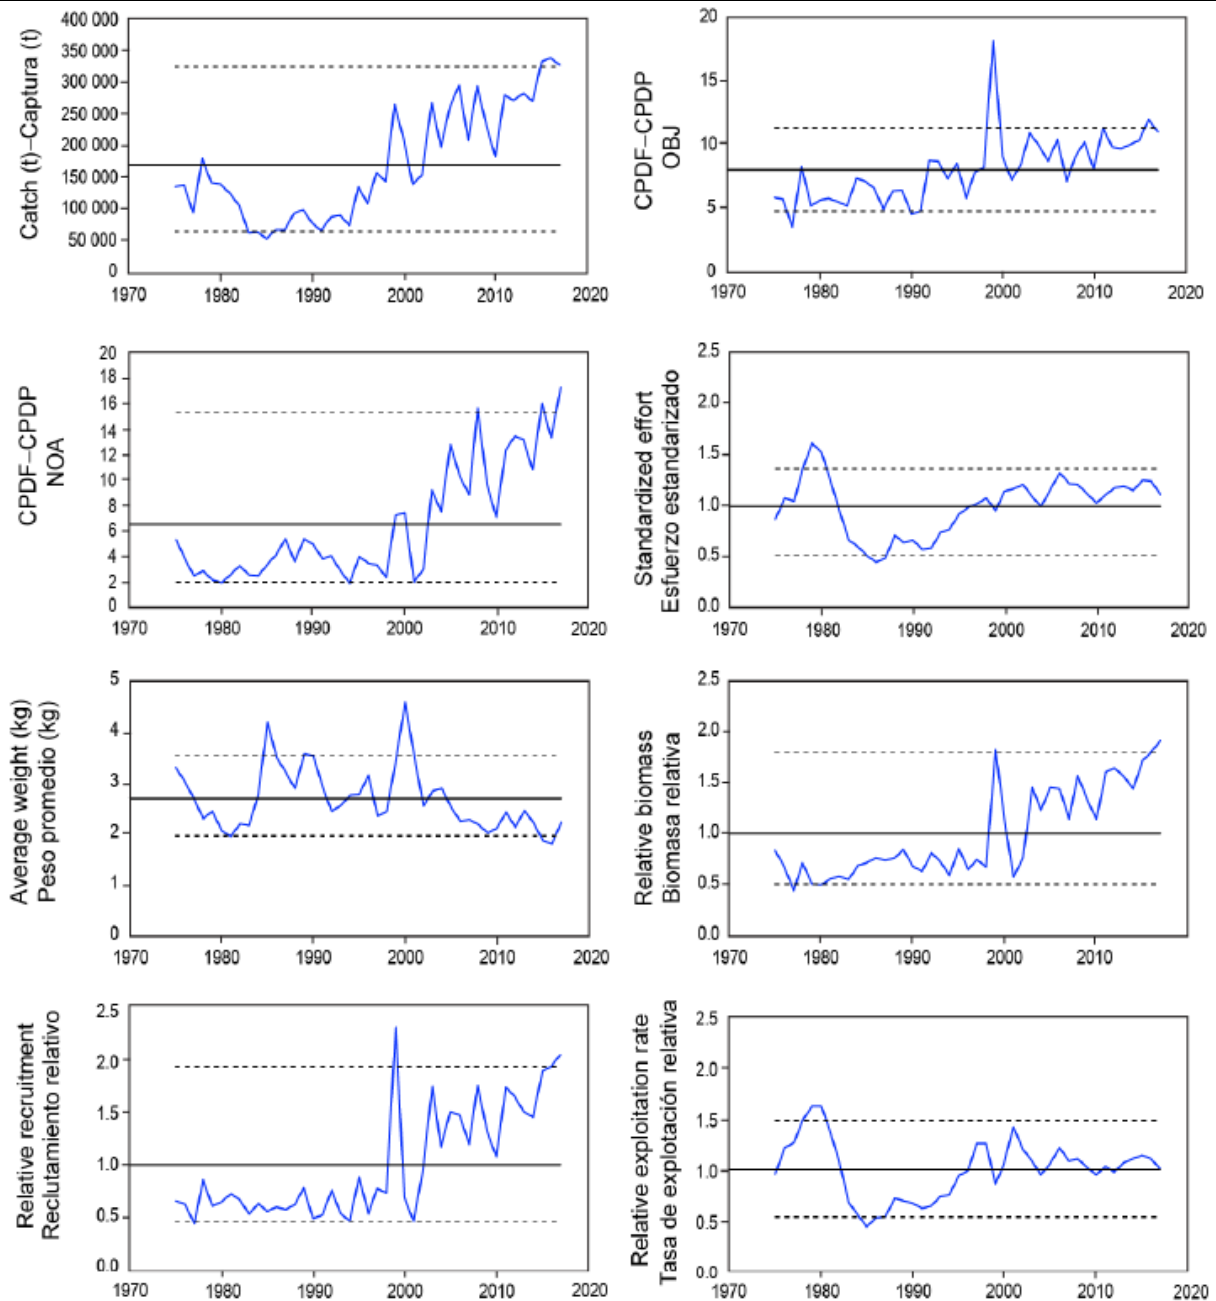 Catch (t)–Captura (t)
400 000
350 000
300 000
250 000
200 000
150 000
100 000
50 000
0
1970 1980 1990 2000 2010 2020
CPDF–CPDP
OBJ
20
15
10
5
0
1970 1980 1990 2000 2010 2020
CPDF–CPDP
NOA
20
18
16
14
12
10
8
6
4
2
0
1970 1980 1990 2000 2010 2020
Standardized effort
Esfuerzo estandarizado
2.5
2.0
1.5
1.0
0.5
0.0
1970 1980 1990 2000 2010 2020
Average weight (kg)
Peso promedio (kg)
5
4
3
2
1
0
1970 1980 1990 2000 2010 2020
Relative biomass
Biomasa relativa
2.5
2.0
1.5
1.0
0.5
0.0
1970 1980 1990 2000 2010 2020
Relative recruitment
Reclutamiento relativo
2.5
2.0
1.5
1.0
0.5
0.0
1970 1980 1990 2000 2010 2020
Relative exploitation rate
Tasa de explotación relativa
2.5
2.0
1.5
1.0
0.5
0.0
1970 1980 1990 2000 2010 2020